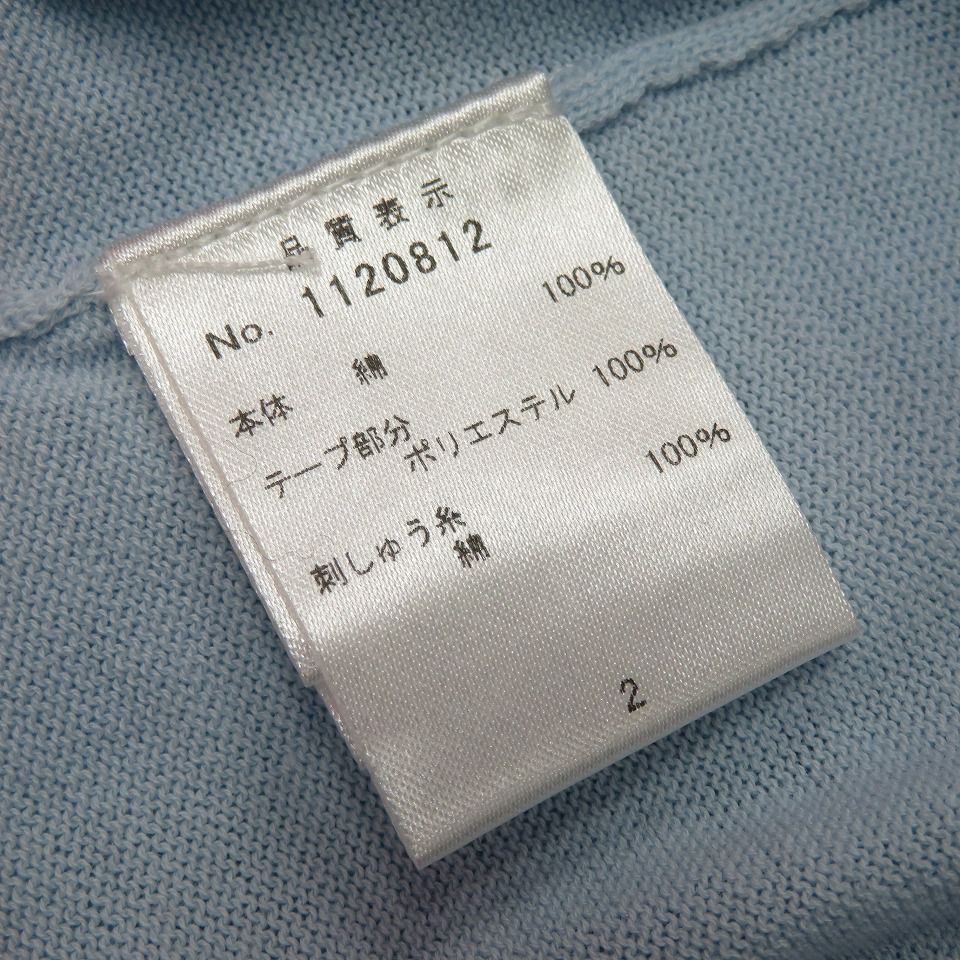 品質表示
No. 1120812
本体 綿 100%
テープ部分
ポリエステル 100%
刺しゅう糸
綿 100%
2